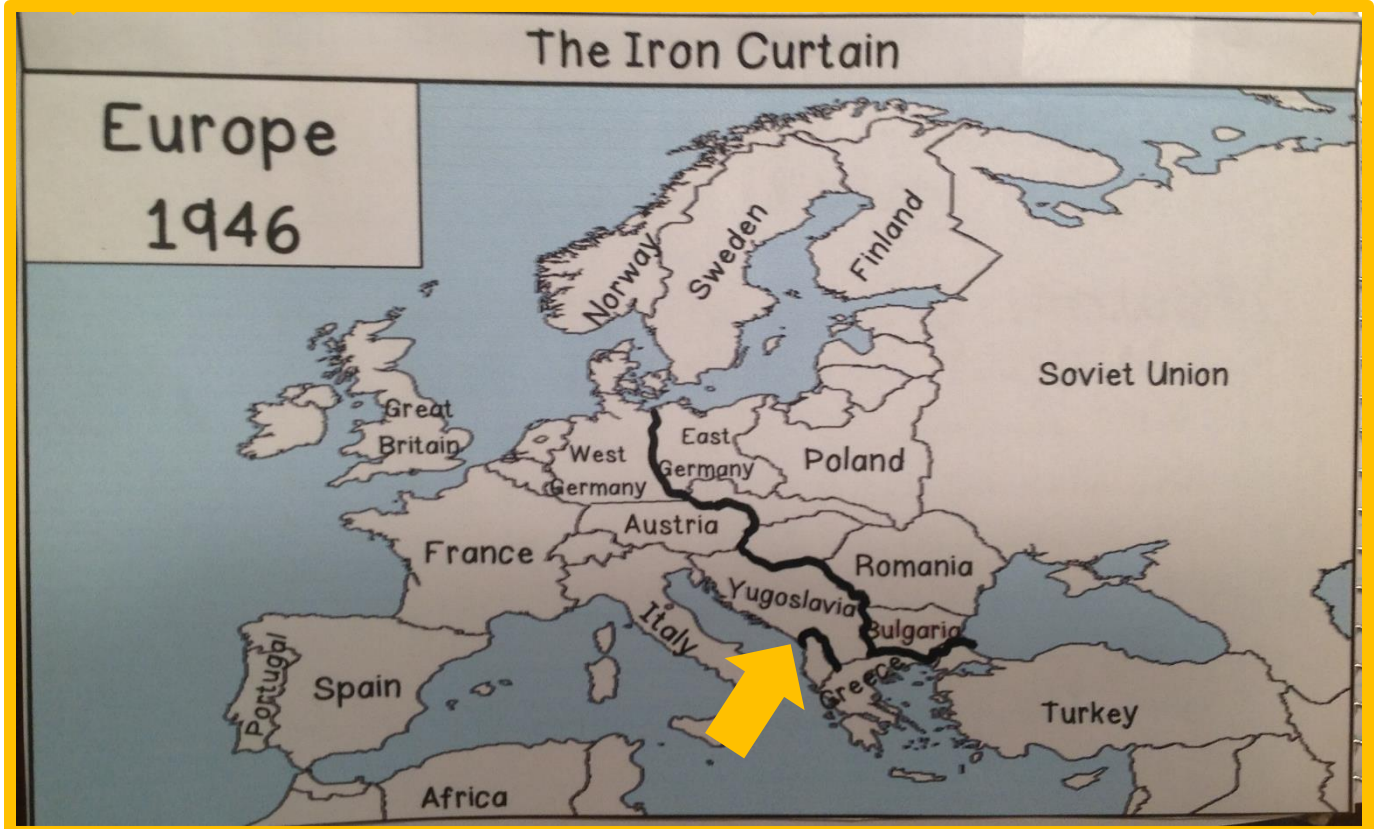 The Iron Curtain
Europe
1946
Norway
Sweden
Finland
Soviet Union
Great
Britain
West
Germany
East
Germany
Poland
Austria
France
Romania
Yugoslavia
Italy
Bulgaria
Portugal
Spain
Greece
Turkey
Africa